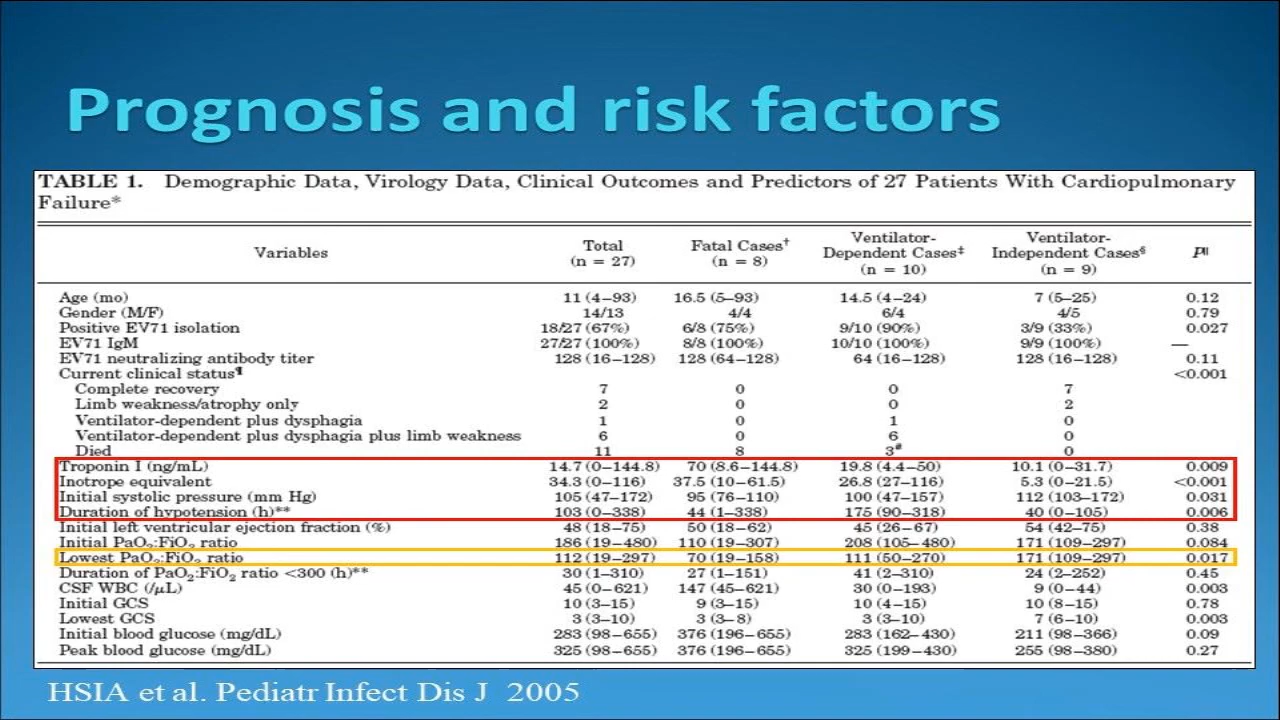 Prognosis and risk factors
TABLE 1. Demographic Data, Virology Data, Clinical Outcomes and Predictors of 27 Patients With Cardiopulmonary
Failure*
Variables Total (n = 27) Fatal Cases† (n = 8) Ventilator-Dependent Cases‡ (n = 10) Ventilator-Independent Cases§ (n = 9) P¶
Age (mo) 11 (4–93) 16.5 (5–93) 14.5 (4–24) 7 (5–25) 0.12
Gender (M/F) 14/13 4/4 6/4 4/5 0.79
Positive EV71 isolation 18/27 (67%) 6/8 (75%) 9/10 (90%) 3/9 (33%) 0.027
EV71 IgM 27/27 (100%) 8/8 (100%) 10/10 (100%) 9/9 (100%) —
EV71 neutralizing antibody titer 128 (16–128) 128 (64–128) 64 (16–128) 128 (16–128) 0.11
Current clinical status¶ <0.001
Complete recovery 7 0 0 7
Limb weakness/atrophy only 2 0 0 2
Ventilator-dependent plus dysphagia 1 0 1 0
Ventilator-dependent plus dysphagia plus limb weakness 6 0 6 0
Died 11 8 3# 0
Troponin I (ng/mL) 14.7 (0–144.8) 70 (8.6–144.8) 19.8 (4.4–50) 10.1 (0–31.7) 0.009
Inotrope equivalent 34.3 (0–116) 37.5 (10–61.5) 26.8 (27–116) 5.3 (0–21.5) <0.001
Initial systolic pressure (mm Hg) 105 (47–172) 95 (76–110) 100 (47–157) 112 (103–172) 0.031
Duration of hypotension (h)** 103 (0–338) 44 (1–338) 175 (90–318) 40 (0–105) 0.006
Initial left ventricular ejection fraction (%) 48 (18–75) 50 (18–62) 45 (26–67) 54 (42–75) 0.38
Initial PaO₂:FiO₂ ratio 186 (19–480) 110 (19–307) 208 (105–480) 171 (109–297) 0.084
Lowest PaO₂:FiO₂ ratio 112 (19–297) 70 (19–158) 111 (50–270) 171 (109–297) 0.017
Duration of PaO₂:FiO₂ ratio <300 (h)** 30 (1–310) 27 (1–151) 41 (2–310) 24 (2–252) 0.45
CSF WBC (/μL) 45 (0–621) 147 (45–621) 30 (0–193) 9 (0–44) 0.003
Initial GCS 10 (3–15) 9 (3–15) 10 (4–15) 10 (8–15) 0.78
Lowest GCS 3 (3–10) 3 (3–8) 3 (3–10) 7 (6–10) 0.003
Initial blood glucose (mg/dL) 283 (98–655) 376 (196–655) 283 (162–430) 211 (98–366) 0.09
Peak blood glucose (mg/dL) 325 (98–655) 376 (196–655) 325 (199–430) 255 (98–380) 0.27
HSIA et al. Pediatr Infect Dis J 2005